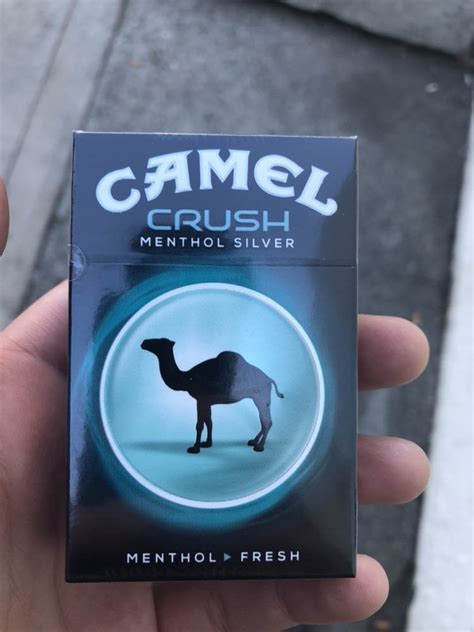 CAMEL
CRUSH
MENTHOL SILVER
MENTHOL ▸ FRESH